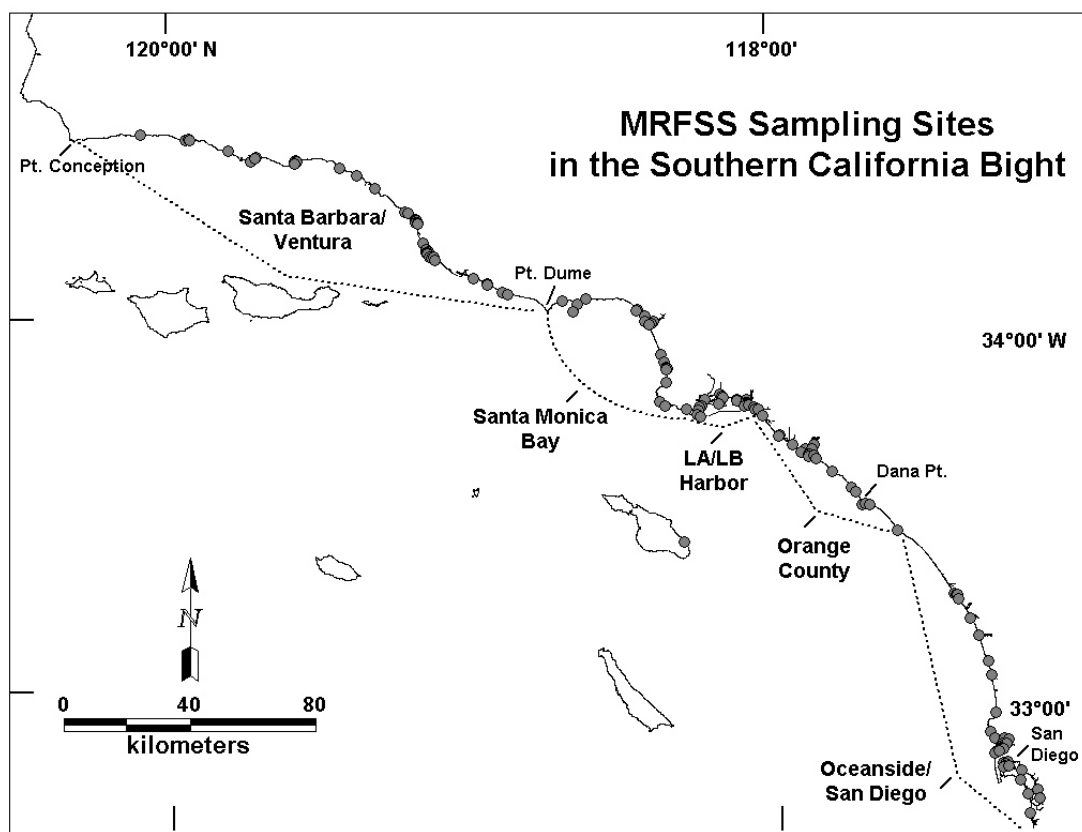 120°00' N
118°00'
MRFSS Sampling Sites
in the Southern California Bight
Pt. Conception
Santa Barbara/
Ventura
Pt. Dume
34°00' W
Santa Monica
Bay
LA/LB
Harbor
Dana Pt.
Orange
County
N
0 40 80
kilometers
33°00'
San
Diego
Oceanside/
San Diego